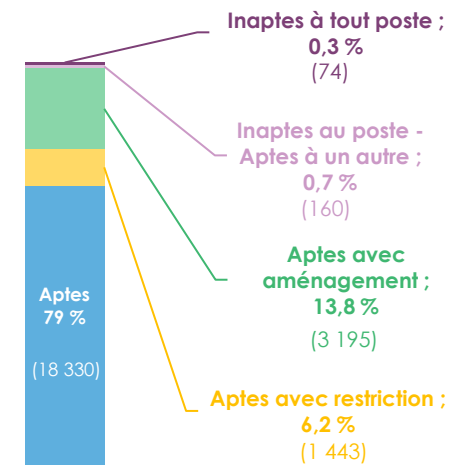 Inaptes à tout poste ;
0,3 %
(74)
Inaptes au poste -
Aptes à un autre ;
0,7 %
(160)
Aptes avec
aménagement ;
13,8 %
(3 195)
Aptes
79 %
(18 330)
Aptes avec restriction ;
6,2 %
(1 443)